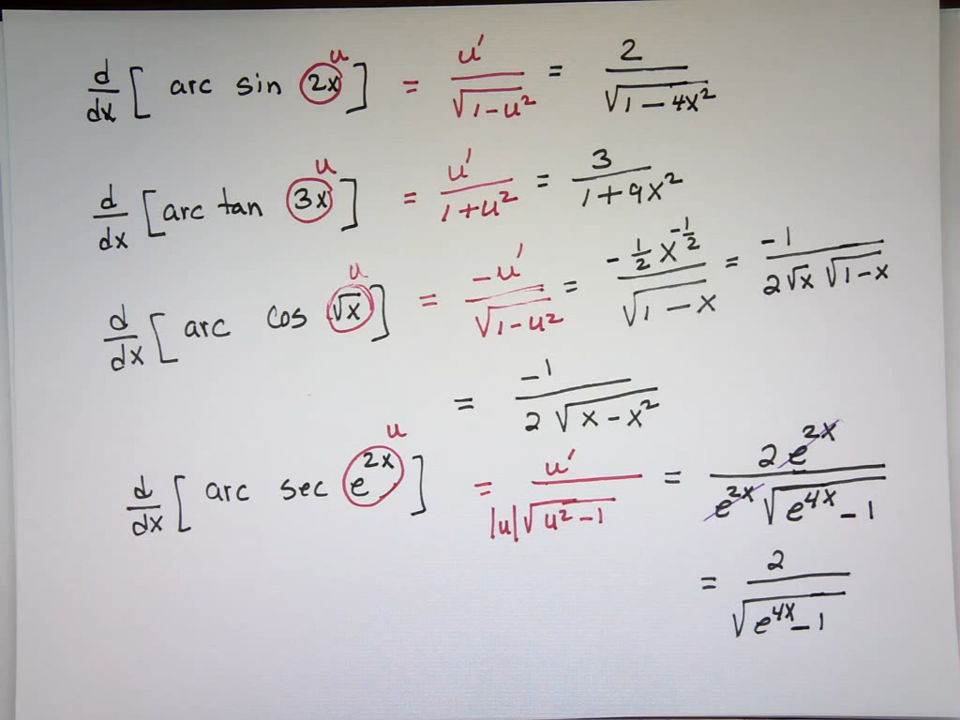 d/dx [ arc sin 2x ] = u'/√(1-u²) = 2/√(1-4x²)
u
d/dx [ arc tan 3x ] = u'/(1+u²) = 3/(1+9x²)
u
d/dx [ arc cos √x ] = -u'/√(1-u²) = -½x^(-½)/√(1-x) = -1/(2√x √(1-x))
u
= -1/(2√(x-x²))
d/dx [ arc sec e^(2x) ] = u'/(|u|√(u²-1)) = 2e^(2x)/(e^(2x)√(e^(4x)-1))
u
= 2/√(e^(4x)-1)